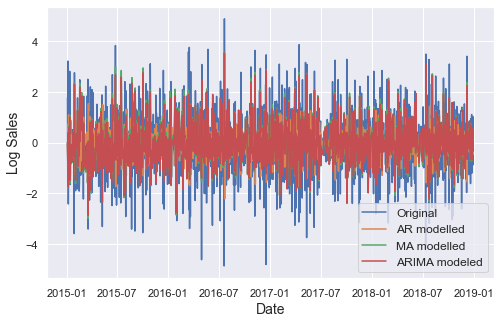 4
2
0
−2
−4
Log Sales
Original
AR modelled
MA modelled
ARIMA modeled
2015-01 2015-07 2016-01 2016-07 2017-01 2017-07 2018-01 2018-07 2019-01
Date